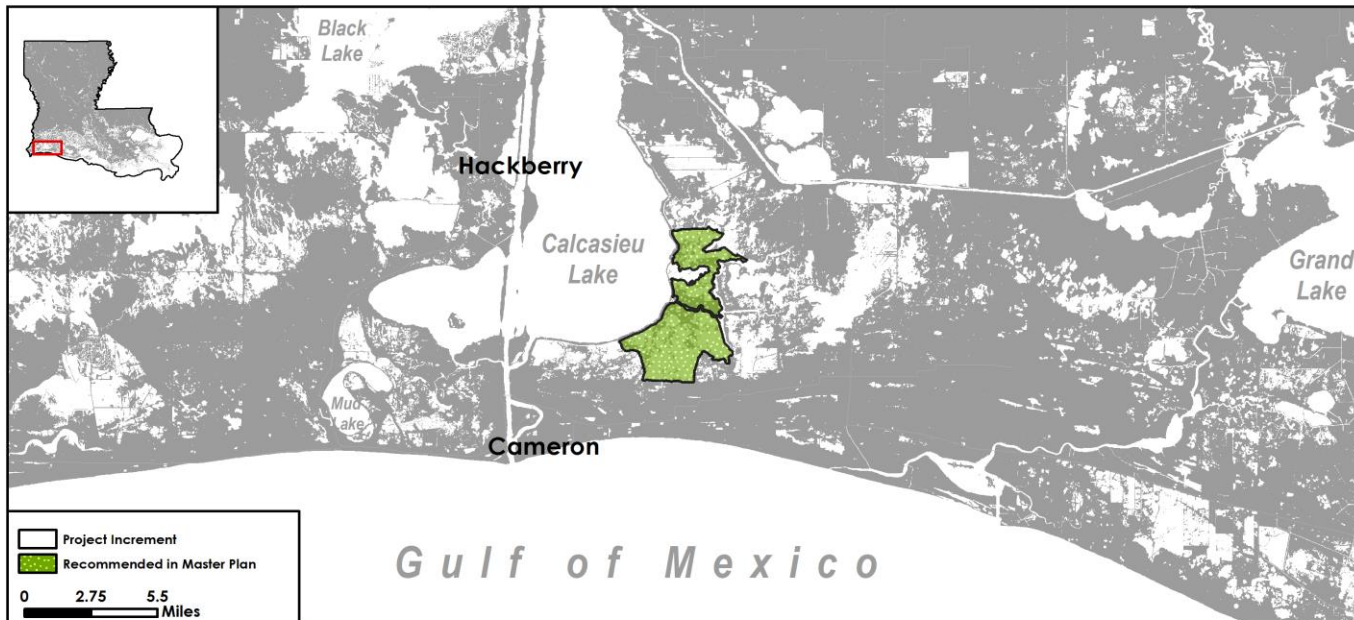 Black
Lake
Hackberry
Calcasieu
Lake
Grand
Lake
Mud
Lake
Cameron
Gulf of Mexico
Project Increment
Recommended in Master Plan
0 2.75 5.5
Miles